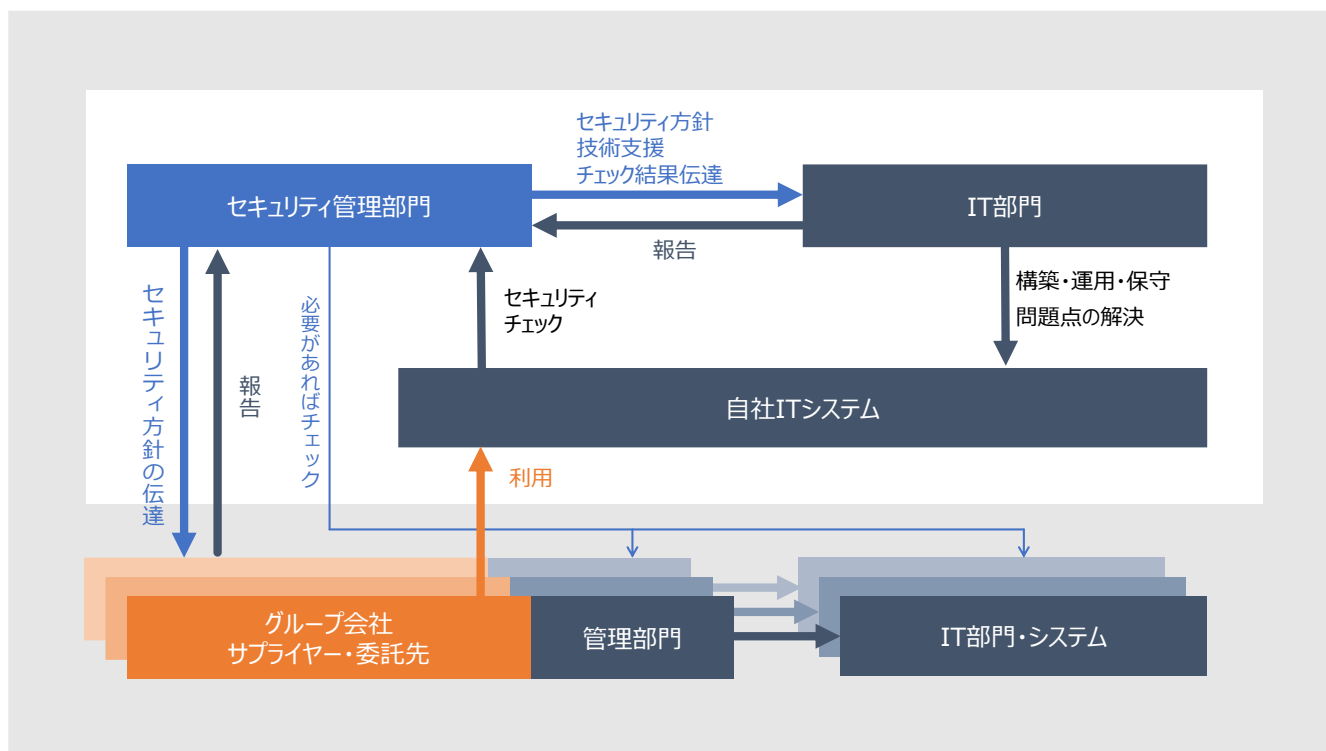 セキュリティ方針
技術支援
チェック結果伝達
セキュリティ管理部門
IT部門
報告
構築・運用・保守
問題点の解決
セキュリティ
チェック
セキュリティ方針の伝達
報告
必要があればチェック
自社ITシステム
利用
グループ会社
サプライヤー・委託先
管理部門
IT部門・システム